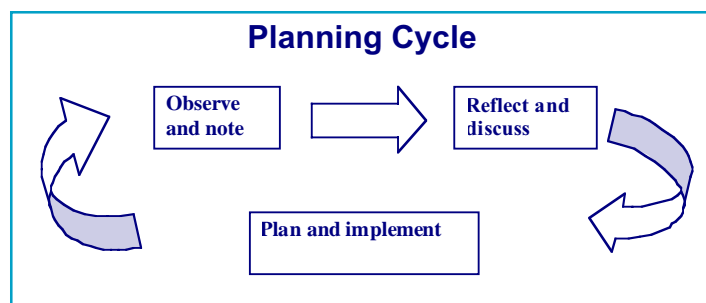 Planning Cycle
Observe
and note
Reflect and
discuss
Plan and implement